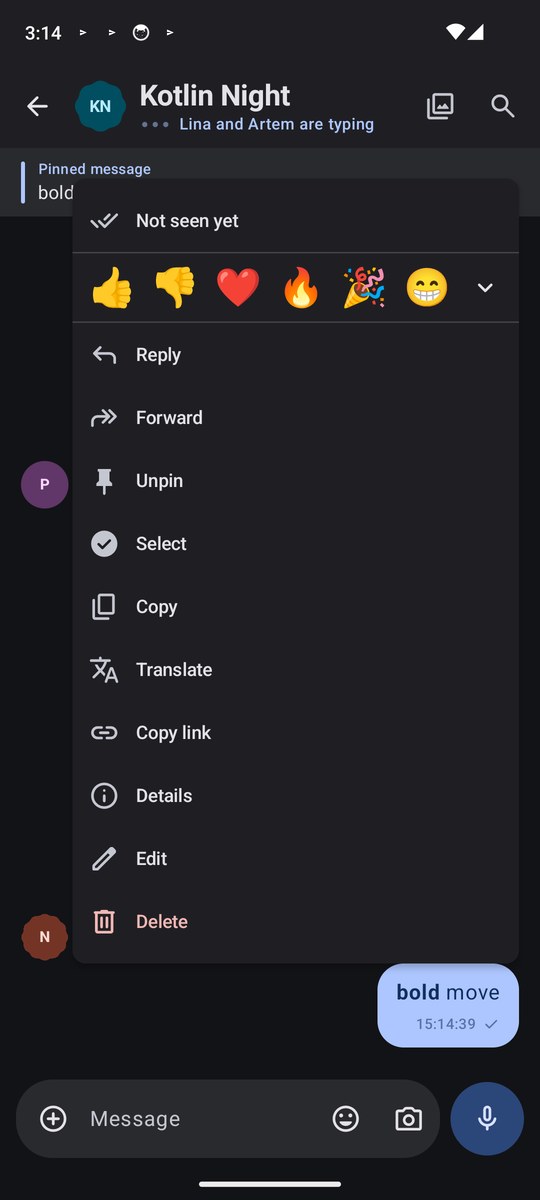 3:14
KN
Kotlin Night
Lina and Artem are typing
Pinned message
bold
Not seen yet
Reply
Forward
P
Unpin
Select
Copy
Translate
Copy link
Details
Edit
Delete
N
bold move
15:14:39
Message